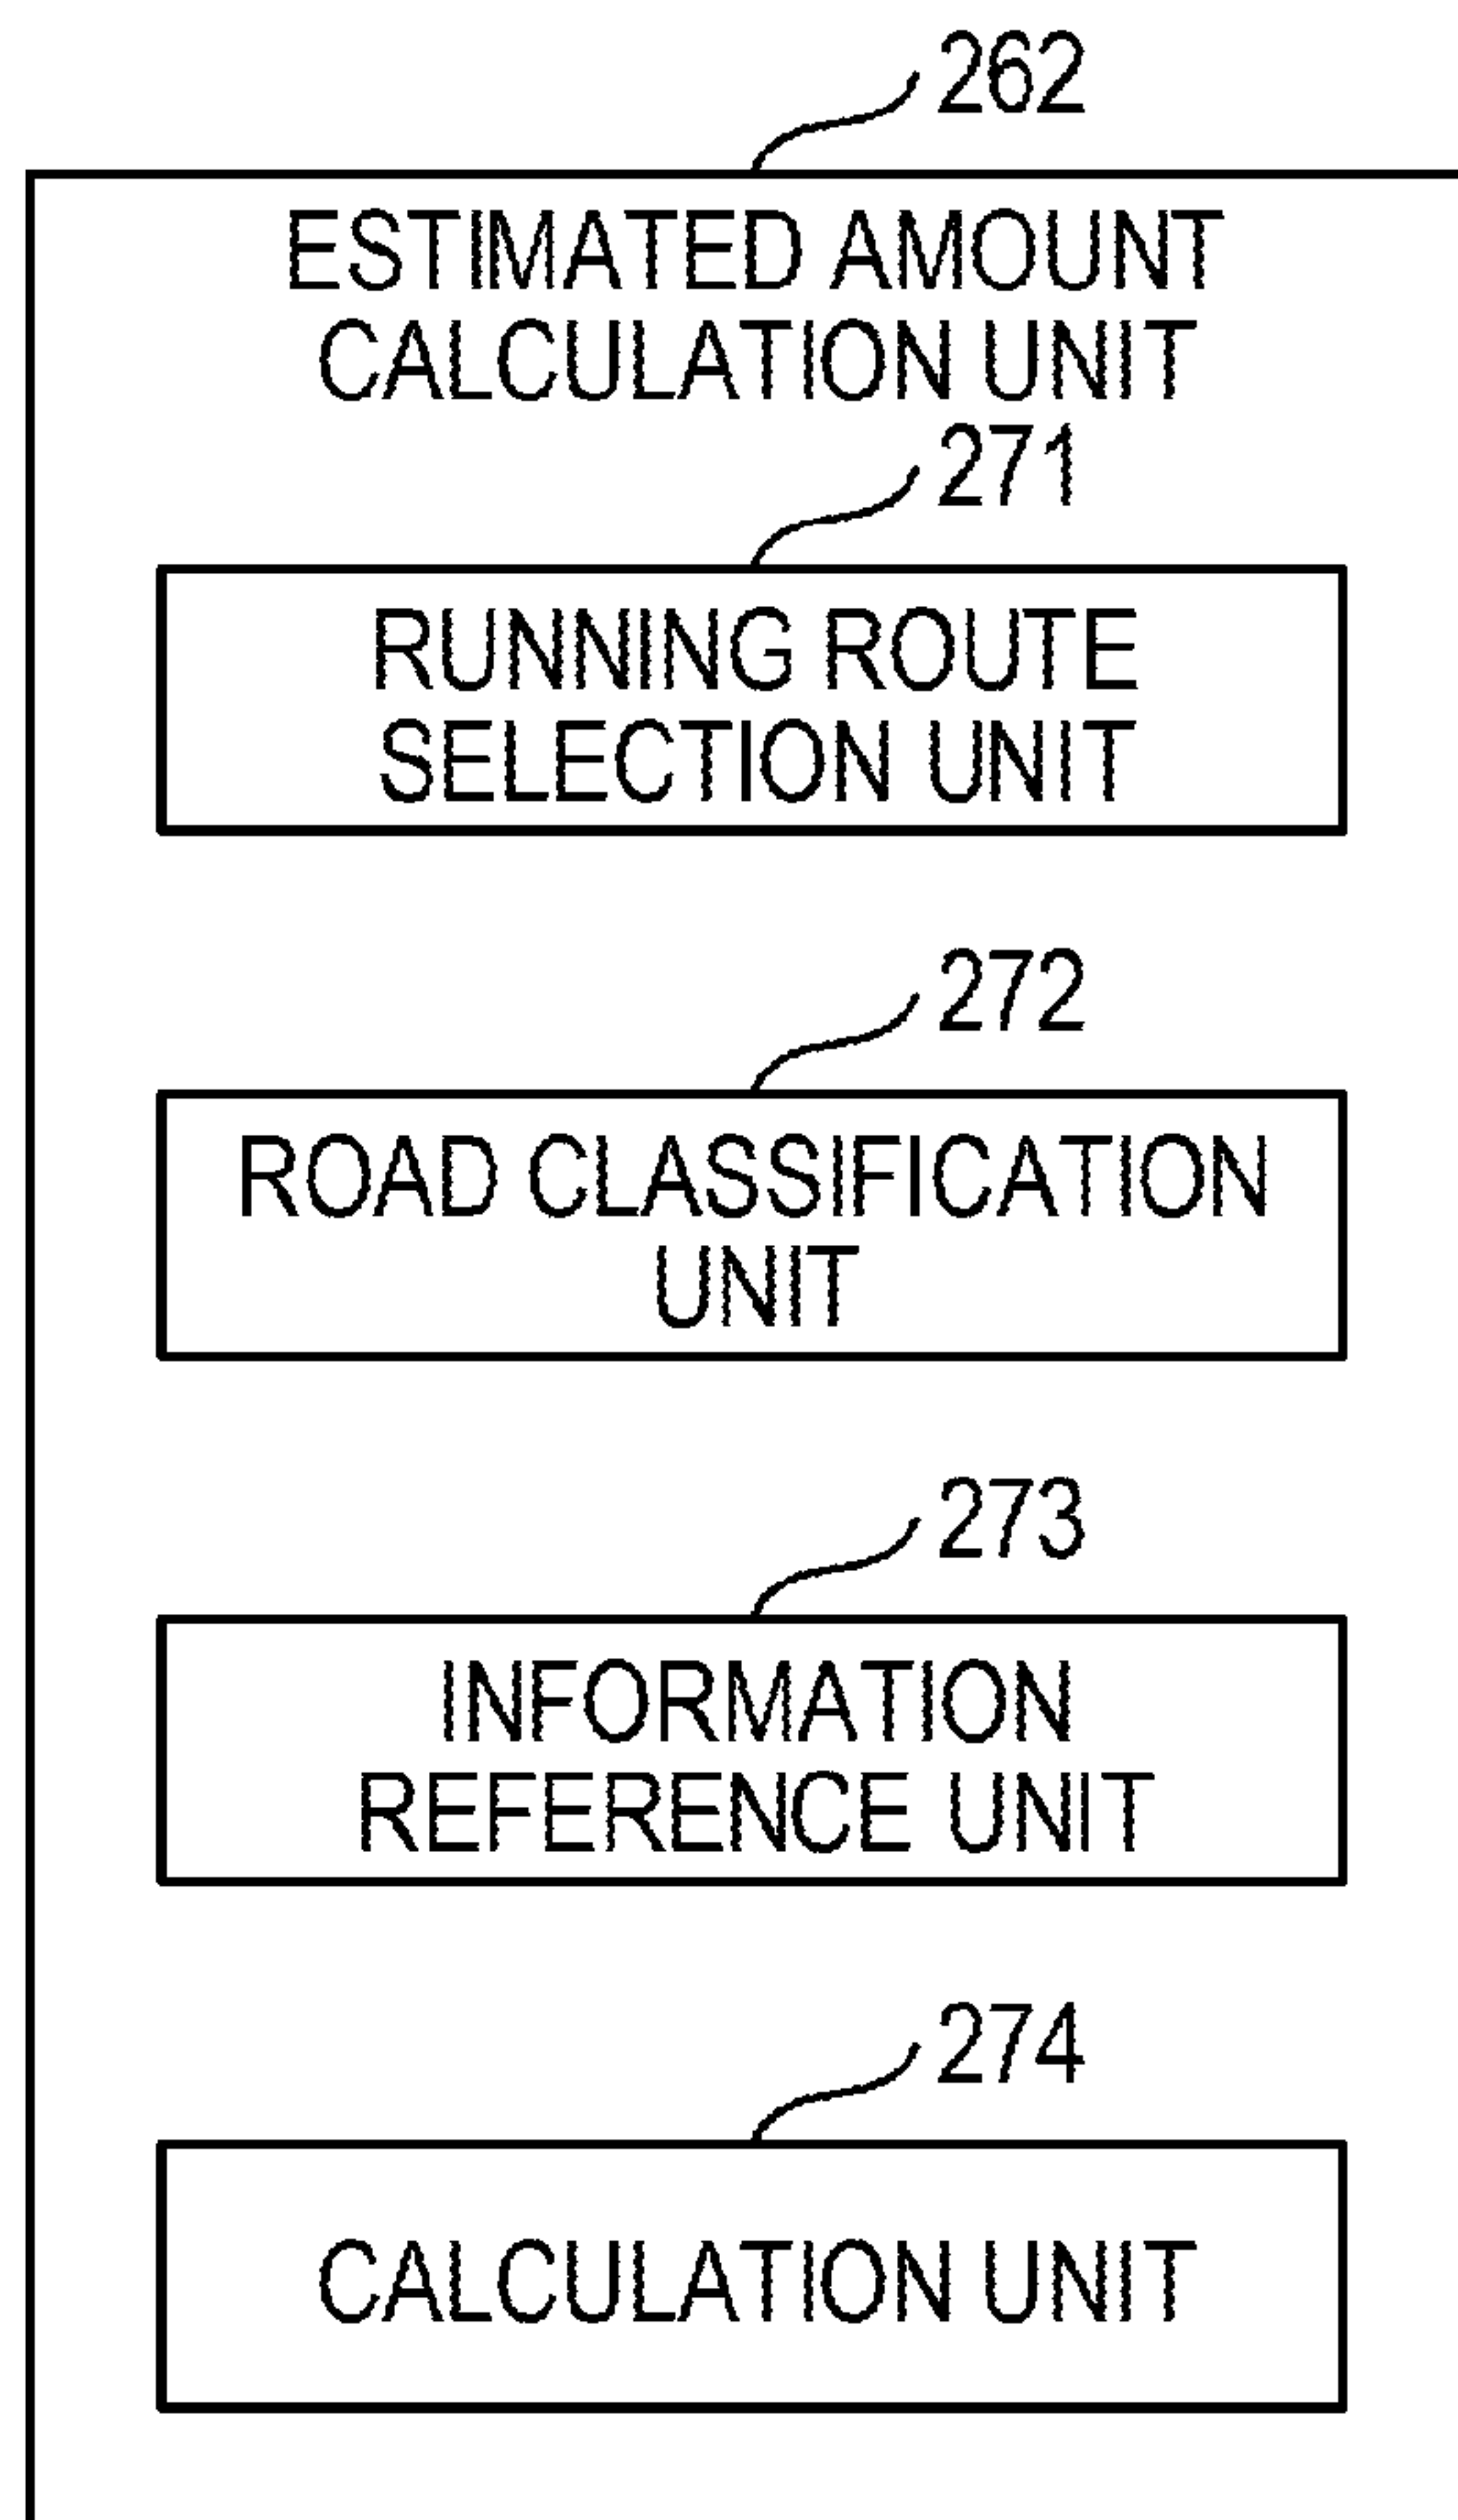 262
ESTIMATED AMOUNT
CALCULATION UNIT
271
RUNNING ROUTE
SELECTION UNIT
272
ROAD CLASSIFICATION
UNIT
273
INFORMATION
REFERENCE UNIT
274
CALCULATION UNIT